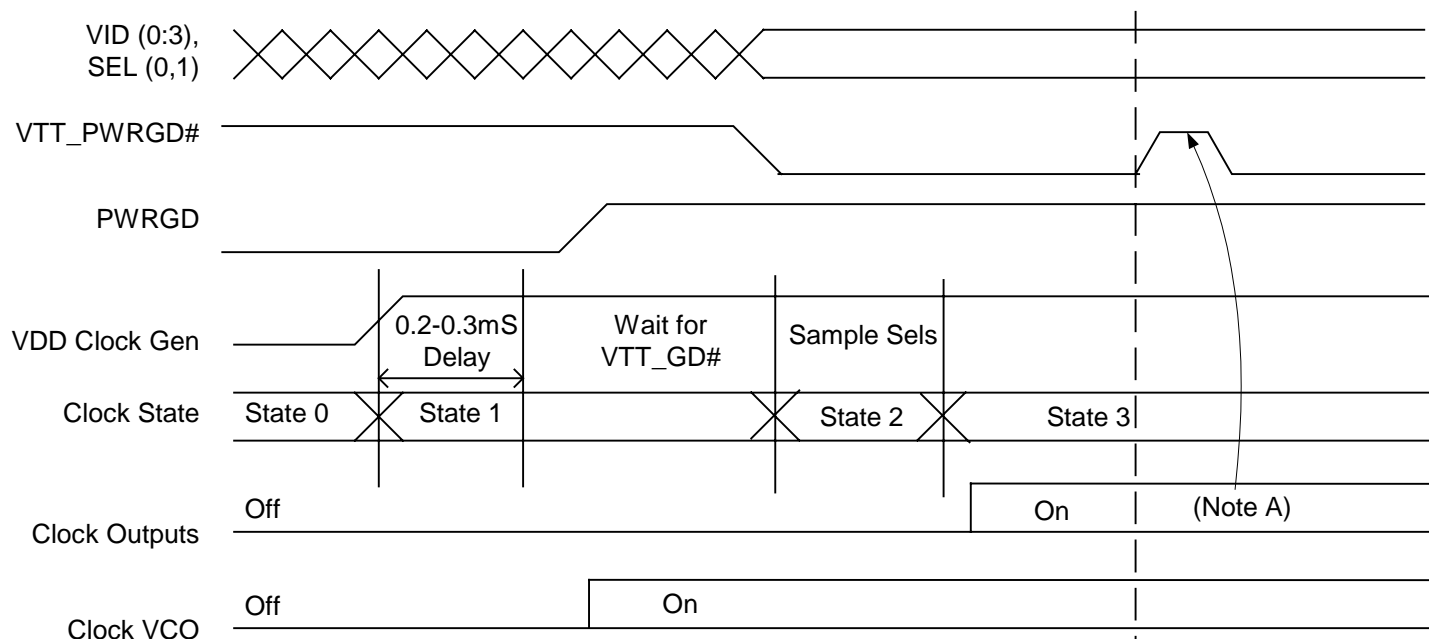 VID (0:3),
SEL (0,1)
VTT_PWRGD#
PWRGD
VDD Clock Gen
0.2-0.3mS
Delay
Wait for
VTT_GD#
Sample Sels
Clock State
State 0
State 1
State 2
State 3
Clock Outputs
Off
On
(Note A)
Clock VCO
Off
On